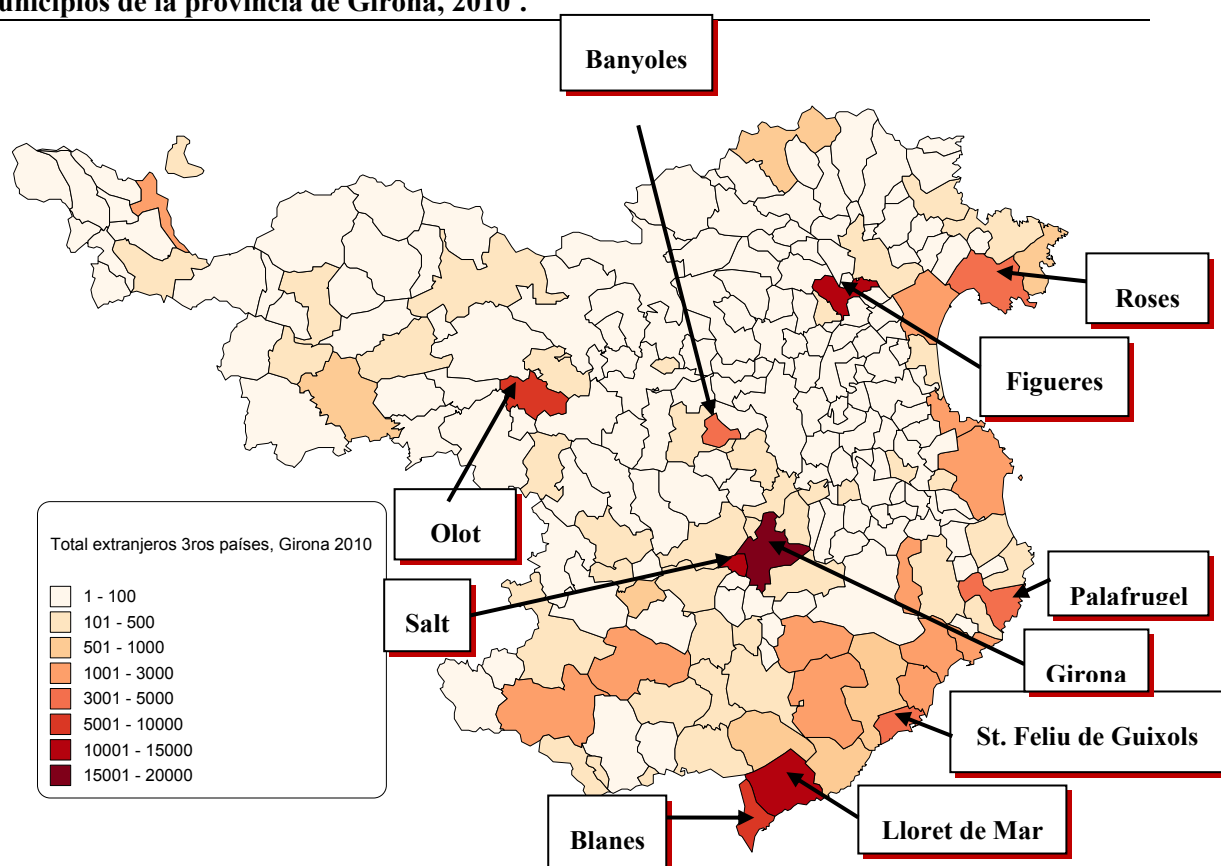 unicipios de la provincia de Girona, 2010 .
Banyoles
Roses
Figueres
Olot
Total extranjeros 3ros países, Girona 2010
1 - 100
101 - 500
501 - 1000
1001 - 3000
3001 - 5000
5001 - 10000
10001 - 15000
15001 - 20000
Salt
Palafrugel
Girona
St. Feliu de Guixols
Lloret de Mar
Blanes